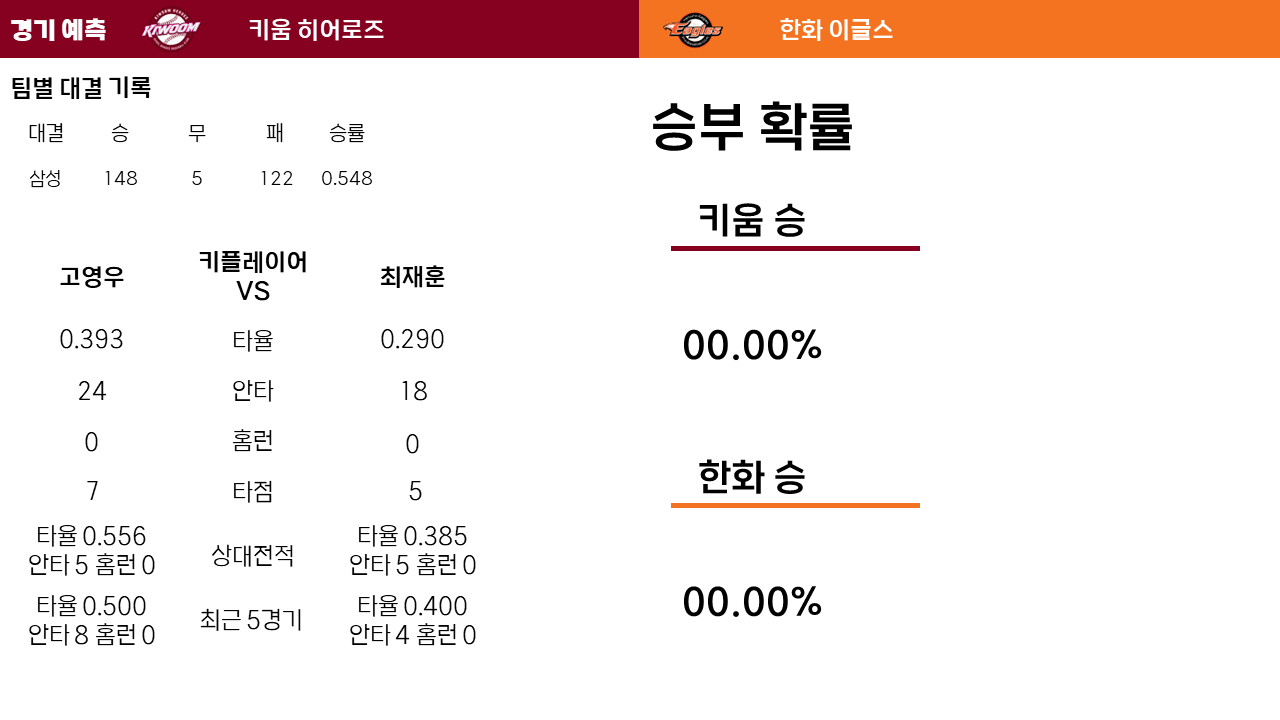 경기 예측
KIWOOM
키움 히어로즈
Eagles
한화 이글스
팀별 대결 기록
대결 승 무 패 승률
삼성 148 5 122 0.548
고영우
키플레이어
VS
최재훈
0.393 타율 0.290
24 안타 18
0 홈런 0
7 타점 5
타율 0.556
안타 5 홈런 0
상대전적
타율 0.385
안타 5 홈런 0
타율 0.500
안타 8 홈런 0
최근 5경기
타율 0.400
안타 4 홈런 0
승부 확률
키움 승
00.00%
한화 승
00.00%